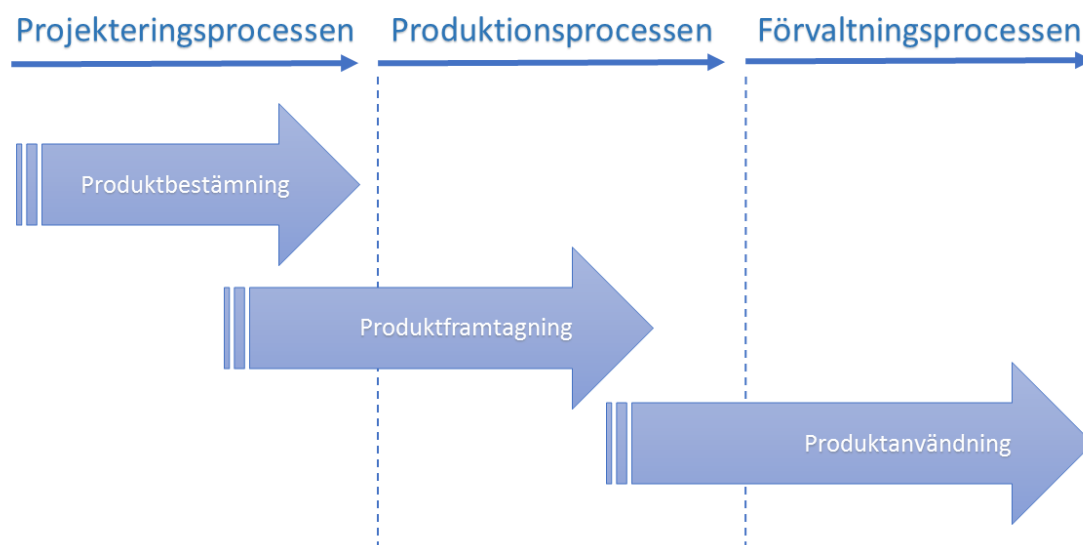 Projekteringsprocessen
Produktionsprocessen
Förvaltningsprocessen
Produktbestämning
Produktframtagning
Produktanvändning